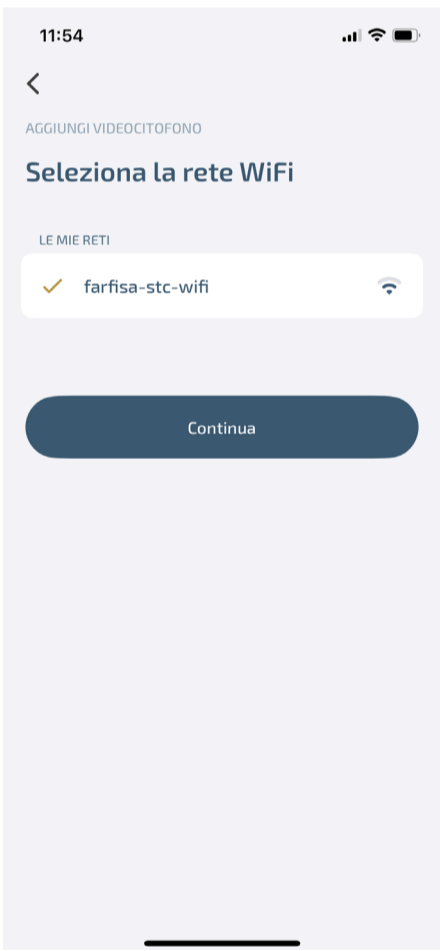 11:54
AGGIUNGI VIDEOCITOFONO
Seleziona la rete WiFi
LE MIE RETI
farfisa-stc-wifi
Continua